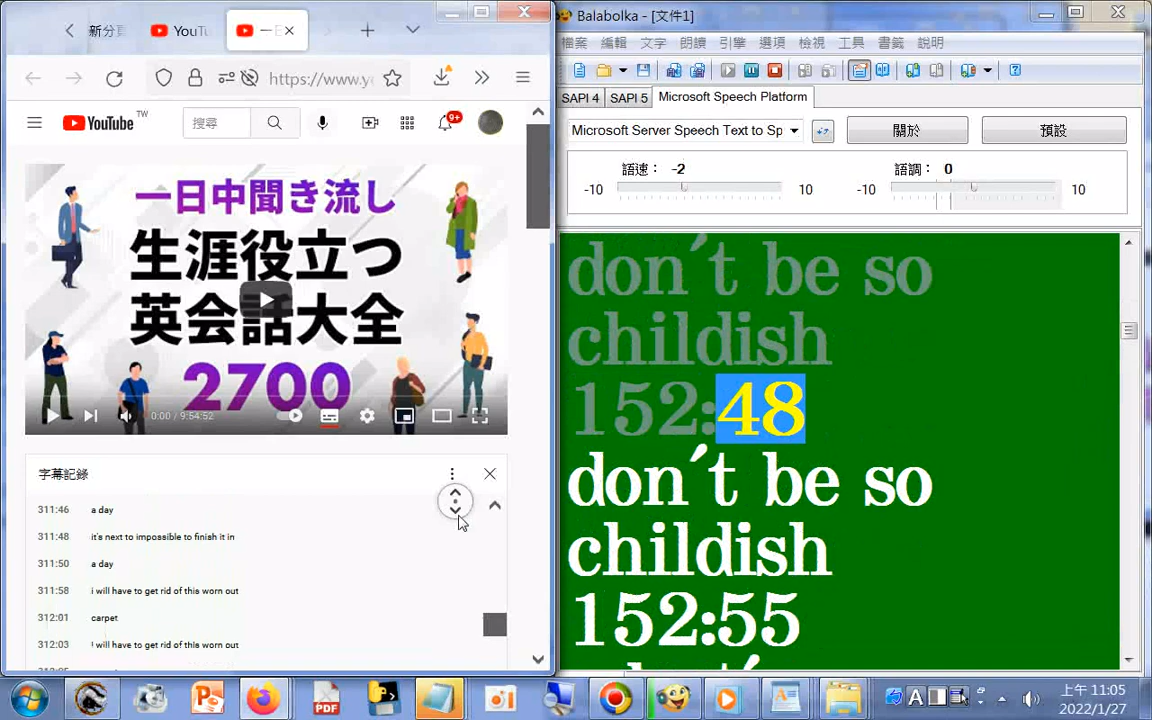 新分頁
YouTu
一
https://www.yo
YouTube TW
搜尋
9+
一日中聞き流し
生涯役立つ
英会話大全
2700
0:00 / 9:54:52
字幕記錄
311:46 a day
311:48 it's next to impossible to finish it in
311:50 a day
311:58 i will have to get rid of this worn out
312:01 carpet
312:03 i will have to get rid of this worn out
Balabolka - [文件1]
檔案 編輯 文字 朗讀 引擎 選項 檢視 工具 書籤 說明
SAPI 4 SAPI 5 Microsoft Speech Platform
Microsoft Server Speech Text to Sp
關於
預設
語速： -2
-10 10
語調： 0
-10 10
don't be so
childish
152:48
don't be so
childish
152:55
don't
PDF
A
上午 11:05
2022/1/27